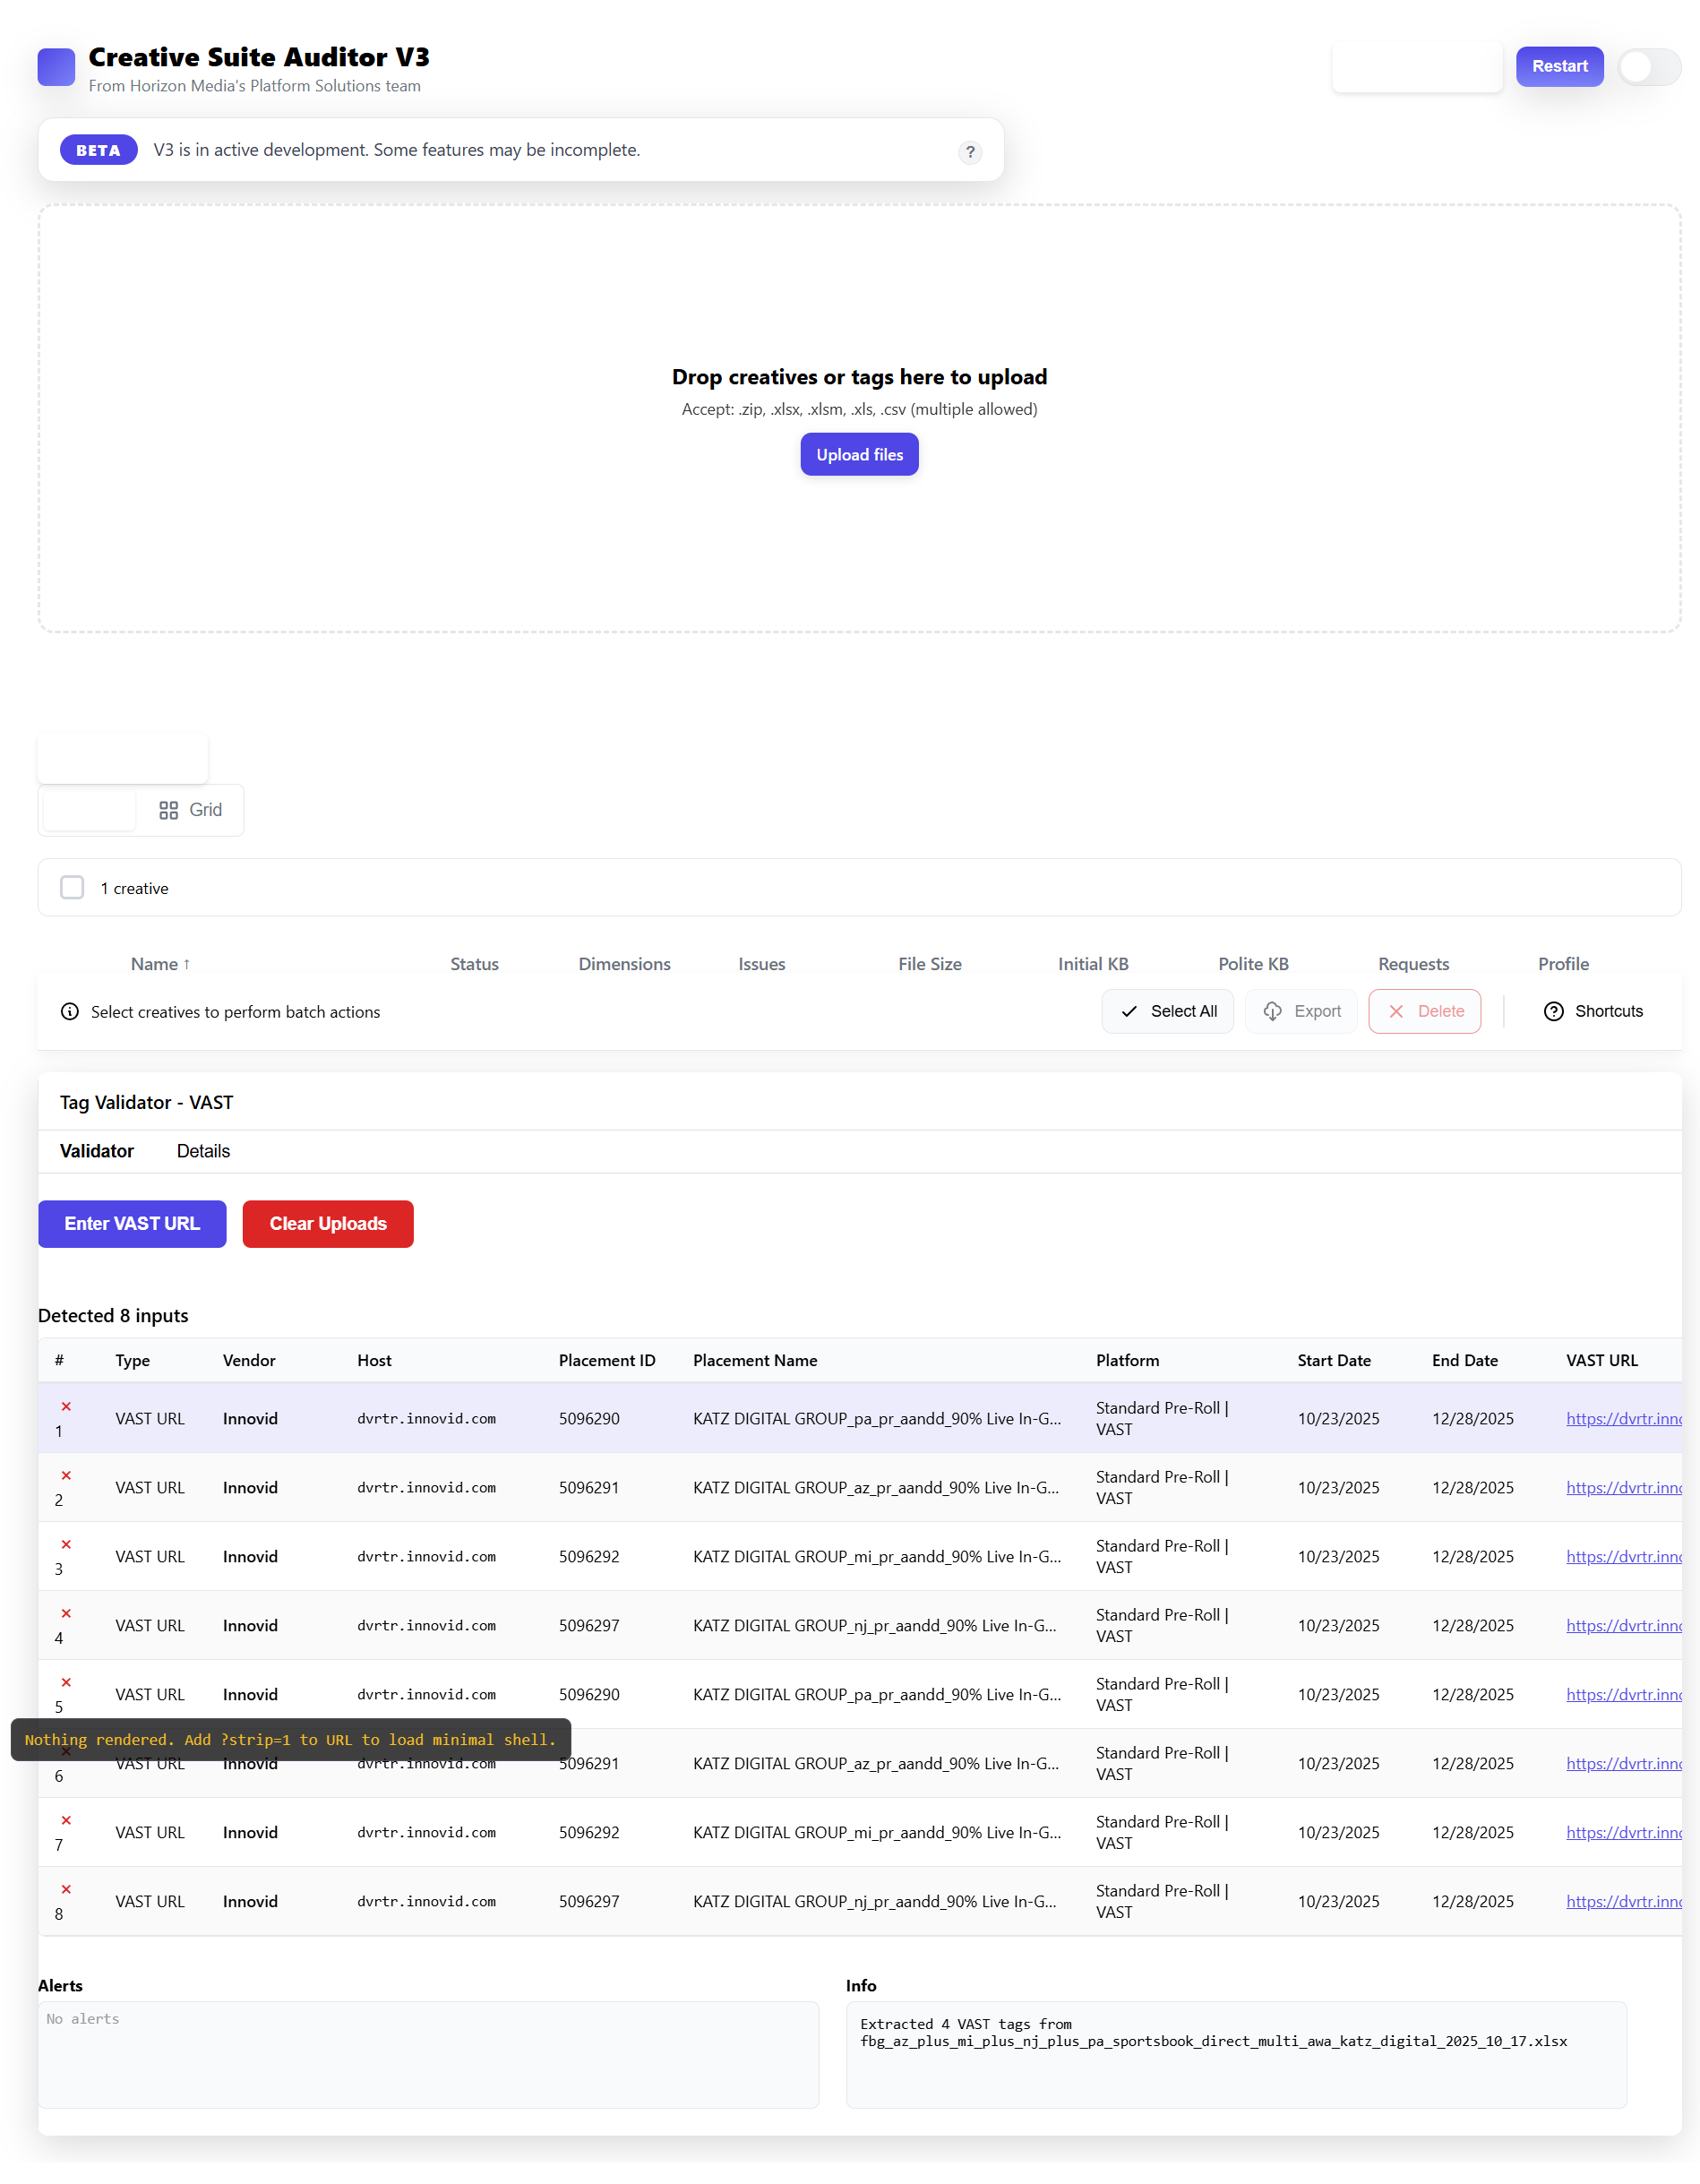 Creative Suite Auditor V3
From Horizon Media's Platform Solutions team
Restart
BETA V3 is in active development. Some features may be incomplete. ?
Drop creatives or tags here to upload
Accept: .zip, .xlsx, .xlsm, .xls, .csv (multiple allowed)
Upload files
Grid
1 creative
Name ↑ Status Dimensions Issues File Size Initial KB Polite KB Requests Profile
Select creatives to perform batch actions Select All Export Delete Shortcuts
Tag Validator - VAST
Validator Details
Enter VAST URL Clear Uploads
Detected 8 inputs
# Type Vendor Host Placement ID Placement Name Platform Start Date End Date VAST URL
× 1 VAST URL Innovid dvrtr.innovid.com 5096290 KATZ DIGITAL GROUP_pa_pr_aandd_90% Live In-G... Standard Pre-Roll | VAST 10/23/2025 12/28/2025 https://dvrtr.inno
× 2 VAST URL Innovid dvrtr.innovid.com 5096291 KATZ DIGITAL GROUP_az_pr_aandd_90% Live In-G... Standard Pre-Roll | VAST 10/23/2025 12/28/2025 https://dvrtr.inno
× 3 VAST URL Innovid dvrtr.innovid.com 5096292 KATZ DIGITAL GROUP_mi_pr_aandd_90% Live In-G... Standard Pre-Roll | VAST 10/23/2025 12/28/2025 https://dvrtr.inno
× 4 VAST URL Innovid dvrtr.innovid.com 5096297 KATZ DIGITAL GROUP_nj_pr_aandd_90% Live In-G... Standard Pre-Roll | VAST 10/23/2025 12/28/2025 https://dvrtr.inno
× 5 VAST URL Innovid dvrtr.innovid.com 5096290 KATZ DIGITAL GROUP_pa_pr_aandd_90% Live In-G... Standard Pre-Roll | VAST 10/23/2025 12/28/2025 https://dvrtr.inno
Nothing rendered. Add ?strip=1 to URL to load minimal shell.
× 6 VAST URL Innovid dvrtr.innovid.com 5096291 KATZ DIGITAL GROUP_az_pr_aandd_90% Live In-G... Standard Pre-Roll | VAST 10/23/2025 12/28/2025 https://dvrtr.inno
× 7 VAST URL Innovid dvrtr.innovid.com 5096292 KATZ DIGITAL GROUP_mi_pr_aandd_90% Live In-G... Standard Pre-Roll | VAST 10/23/2025 12/28/2025 https://dvrtr.inno
× 8 VAST URL Innovid dvrtr.innovid.com 5096297 KATZ DIGITAL GROUP_nj_pr_aandd_90% Live In-G... Standard Pre-Roll | VAST 10/23/2025 12/28/2025 https://dvrtr.inno
Alerts
No alerts
Info
Extracted 4 VAST tags from
fbg_az_plus_mi_plus_nj_plus_pa_sportsbook_direct_multi_awa_katz_digital_2025_10_17.xlsx